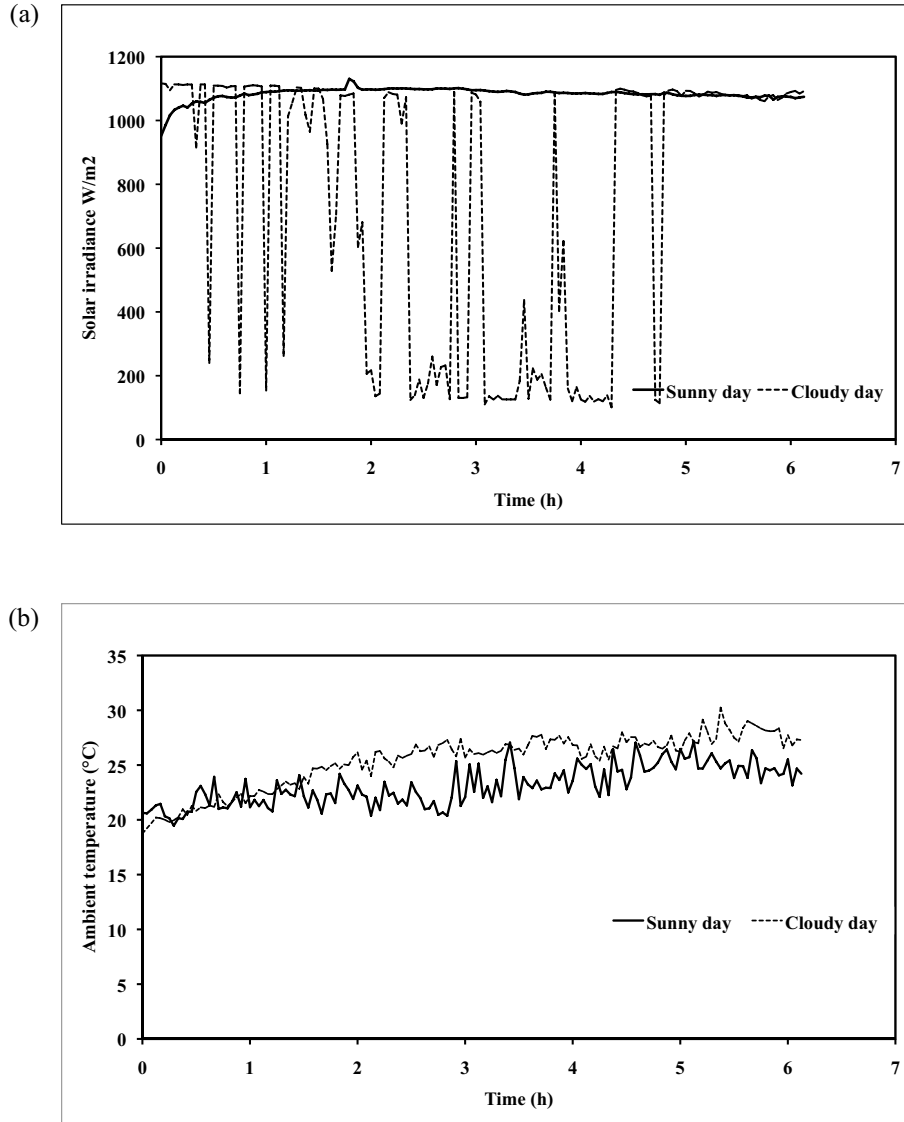 (a)
1200
1000
800
600
400
200
0
Solar irradiance W/m2
Sunny day Cloudy day
0 1 2 3 4 5 6 7
Time (h)
(b)
35
30
25
20
15
10
5
0
Ambient temperature (°C)
Sunny day Cloudy day
0 1 2 3 4 5 6 7
Time (h)